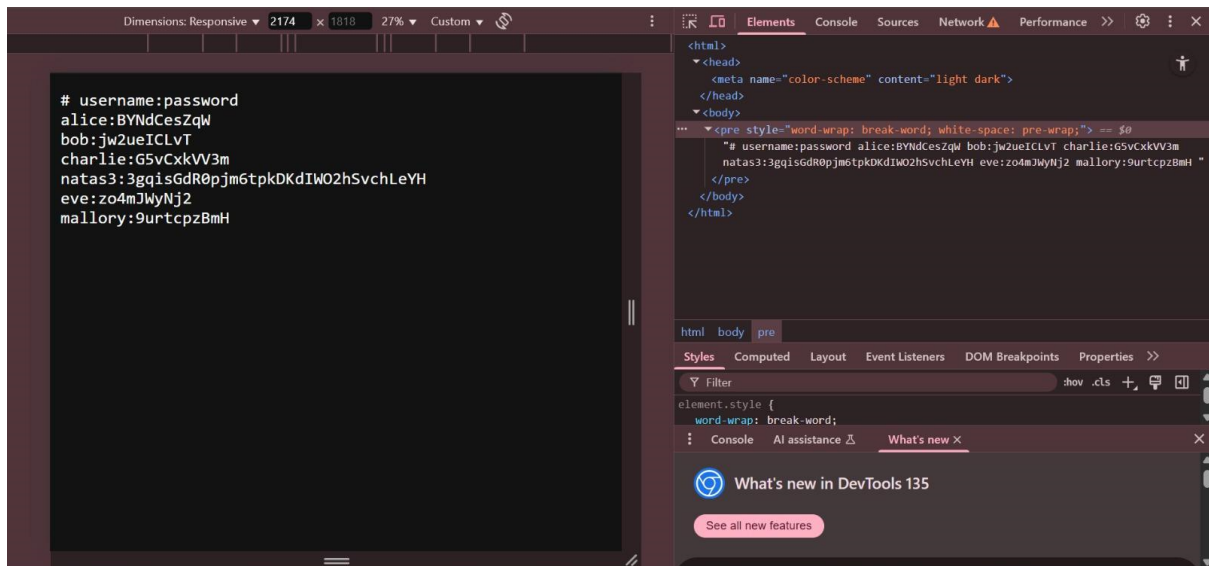 Dimensions: Responsive ▼ 2174 x 1818 27% ▼ Custom ▼
Elements Console Sources Network Performance >>
# username:password
alice:BYNdCesZqW
bob:jw2ueICLvT
charlie:G5vCxkVV3m
natas3:3gqisGdR0pjm6tpkDKdIWO2hSvchLeYH
eve:zo4mJWyNj2
mallory:9urtcpzBmH
<html>
▼<head>
<meta name="color-scheme" content="light dark">
</head>
▼<body>
••• ▼<pre style="word-wrap: break-word; white-space: pre-wrap;"> == $0
"# username:password alice:BYNdCesZqW bob:jw2ueICLvT charlie:G5vCxkVV3m
natas3:3gqisGdR0pjm6tpkDKdIWO2hSvchLeYH eve:zo4mJWyNj2 mallory:9urtcpzBmH "
</pre>
</body>
</html>
html body pre
Styles Computed Layout Event Listeners DOM Breakpoints Properties >>
Filter :hov .cls +
element.style {
word-wrap: break-word;
Console AI assistance What's new ×
What's new in DevTools 135
See all new features